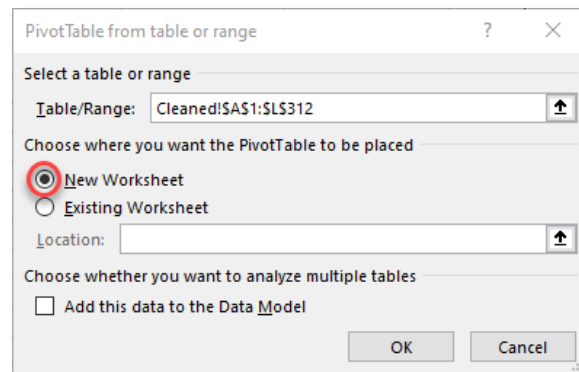 PivotTable from table or range ? ×
Select a table or range
Table/Range: Cleaned!$A$1:$L$312
Choose where you want the PivotTable to be placed
New Worksheet
Existing Worksheet
Location:
Choose whether you want to analyze multiple tables
Add this data to the Data Model
OK Cancel